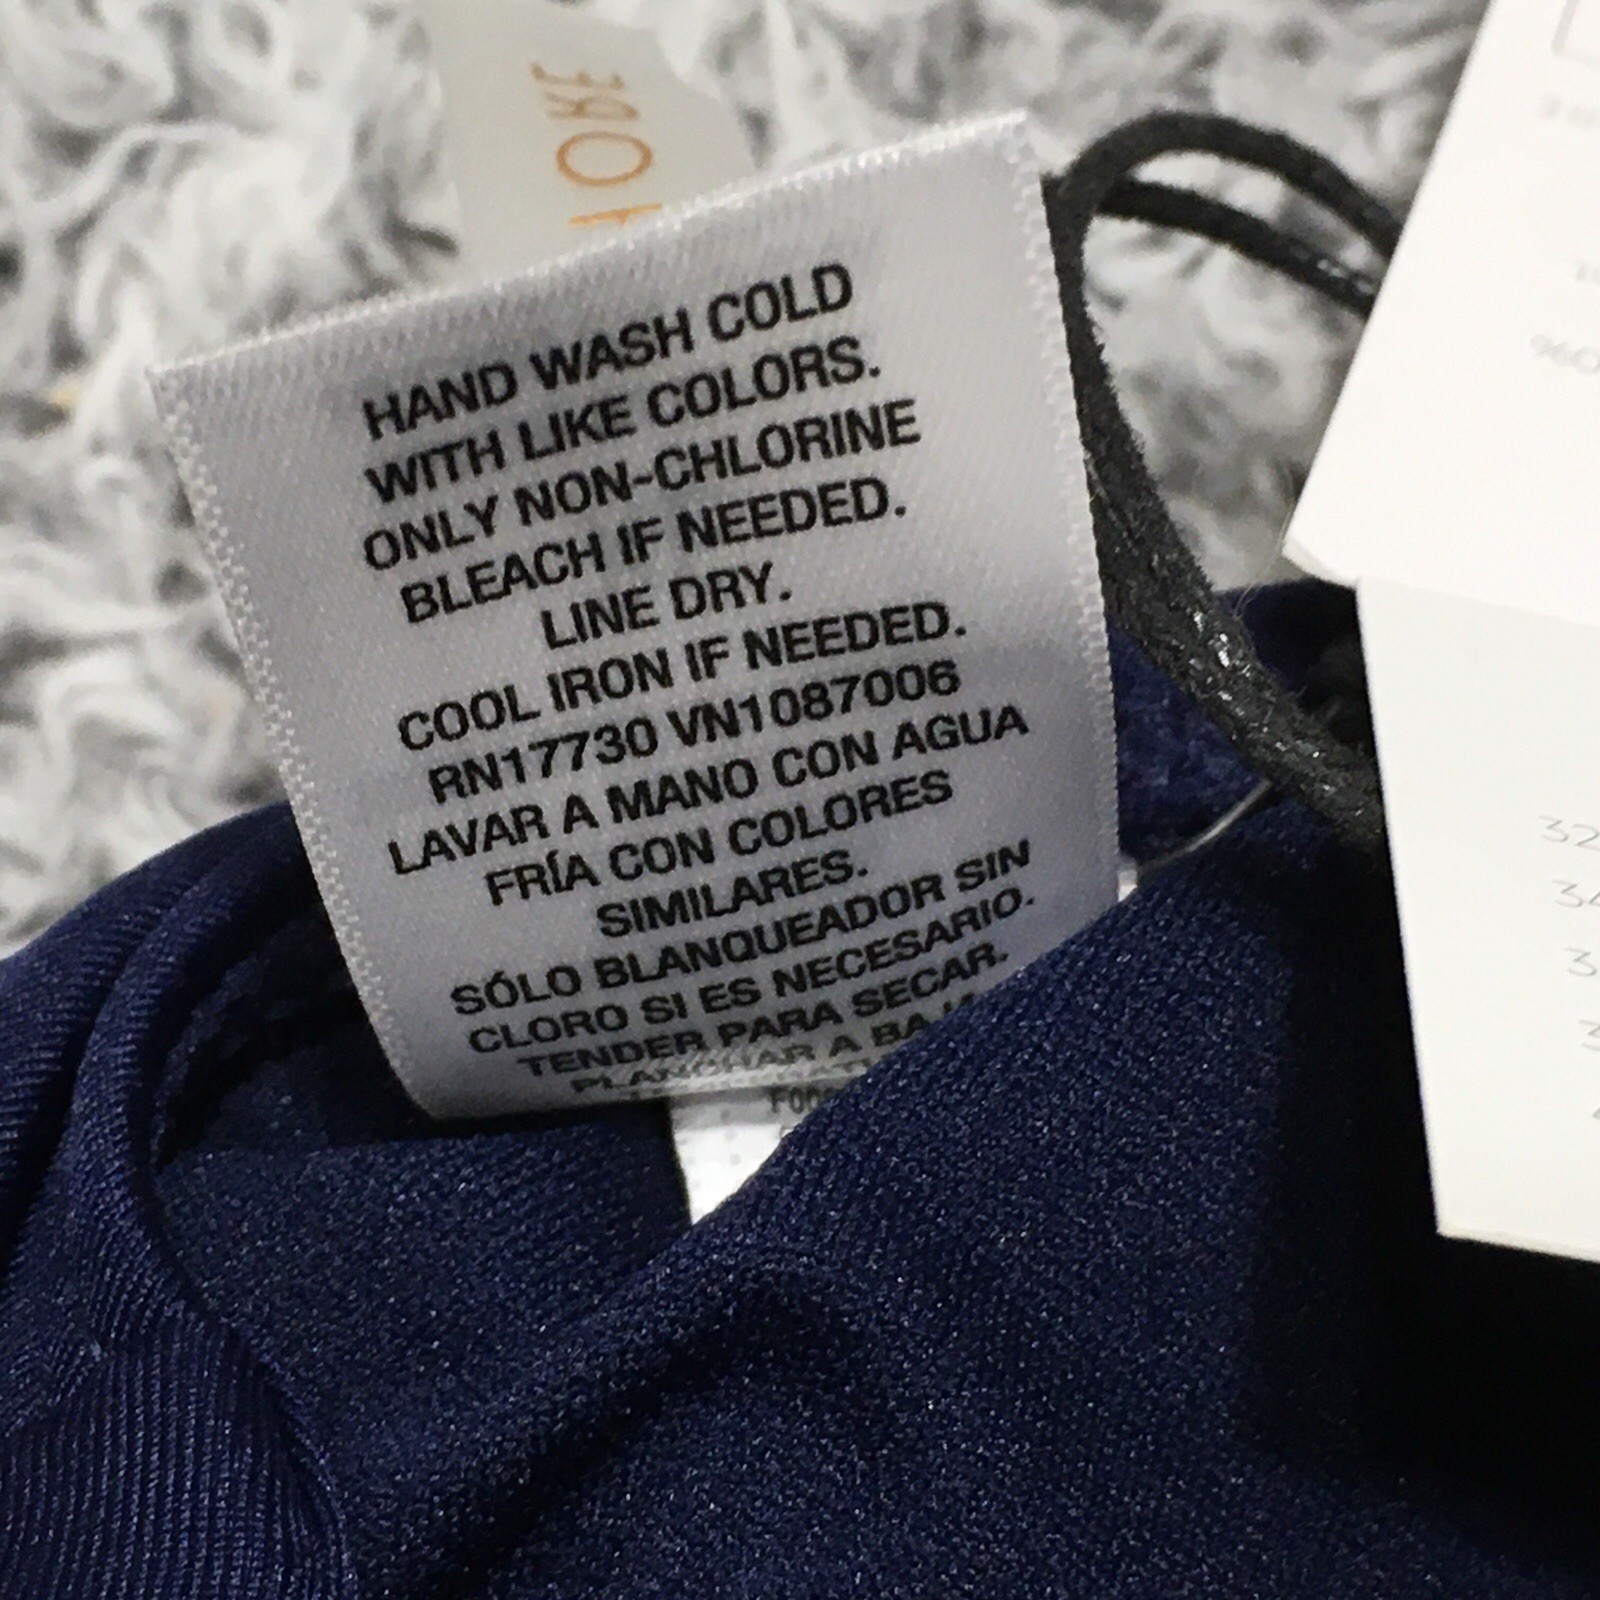 HAND WASH COLD
WITH LIKE COLORS.
ONLY NON-CHLORINE
BLEACH IF NEEDED.
LINE DRY.
COOL IRON IF NEEDED.
RN17730 VN1087006
LAVAR A MANO CON AGUA
FRÍA CON COLORES
SIMILARES.
SÓLO BLANQUEADOR SIN
CLORO SI ES NECESARIO.
TENDER PARA SECAR.
PLANCHAR A BAJA